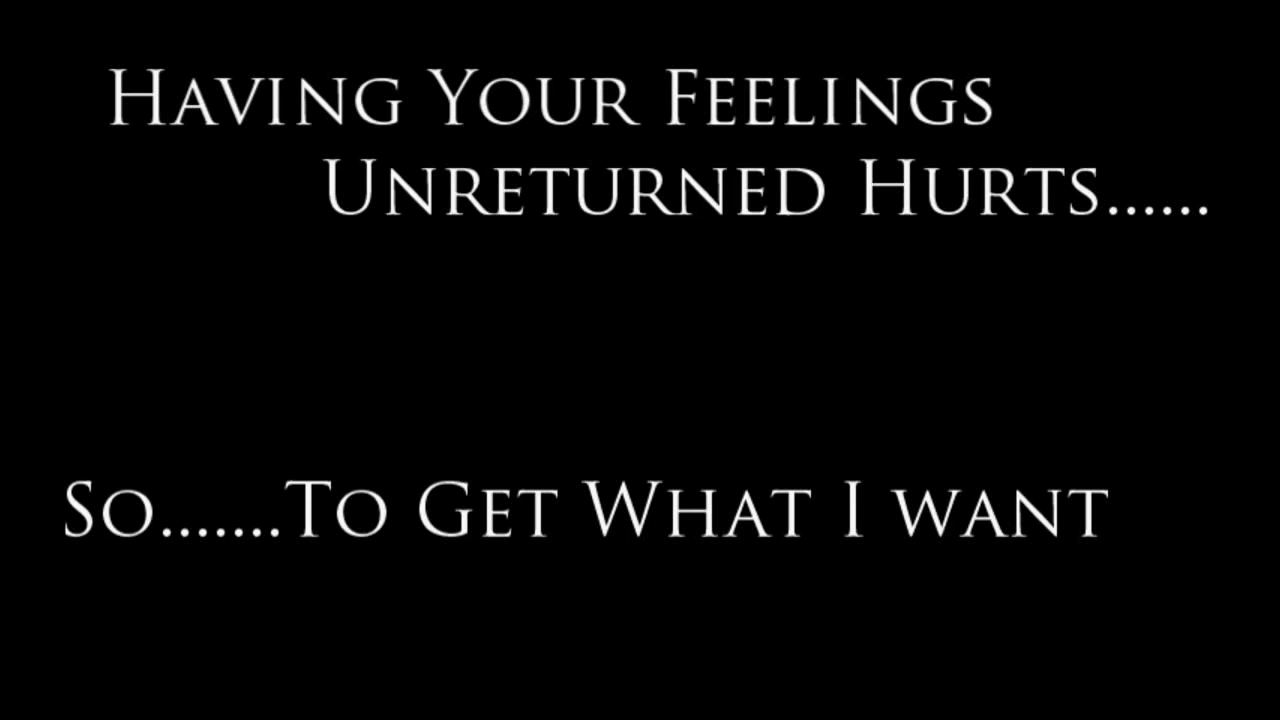 Having Your Feelings
Unreturned Hurts......
So.......To Get What I want